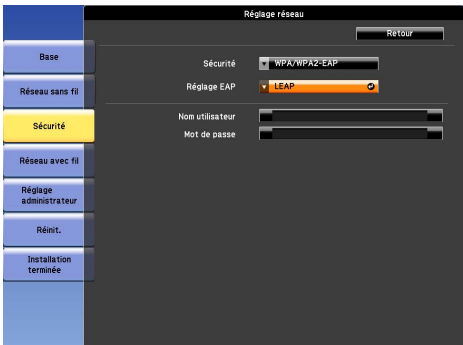 Réglage réseau
Retour
Base
Réseau sans fil
Sécurité
Réseau avec fil
Réglage
administrateur
Réinit.
Installation
terminée
Sécurité WPA/WPA2-EAP
Réglage EAP LEAP
Nom utilisateur
Mot de passe